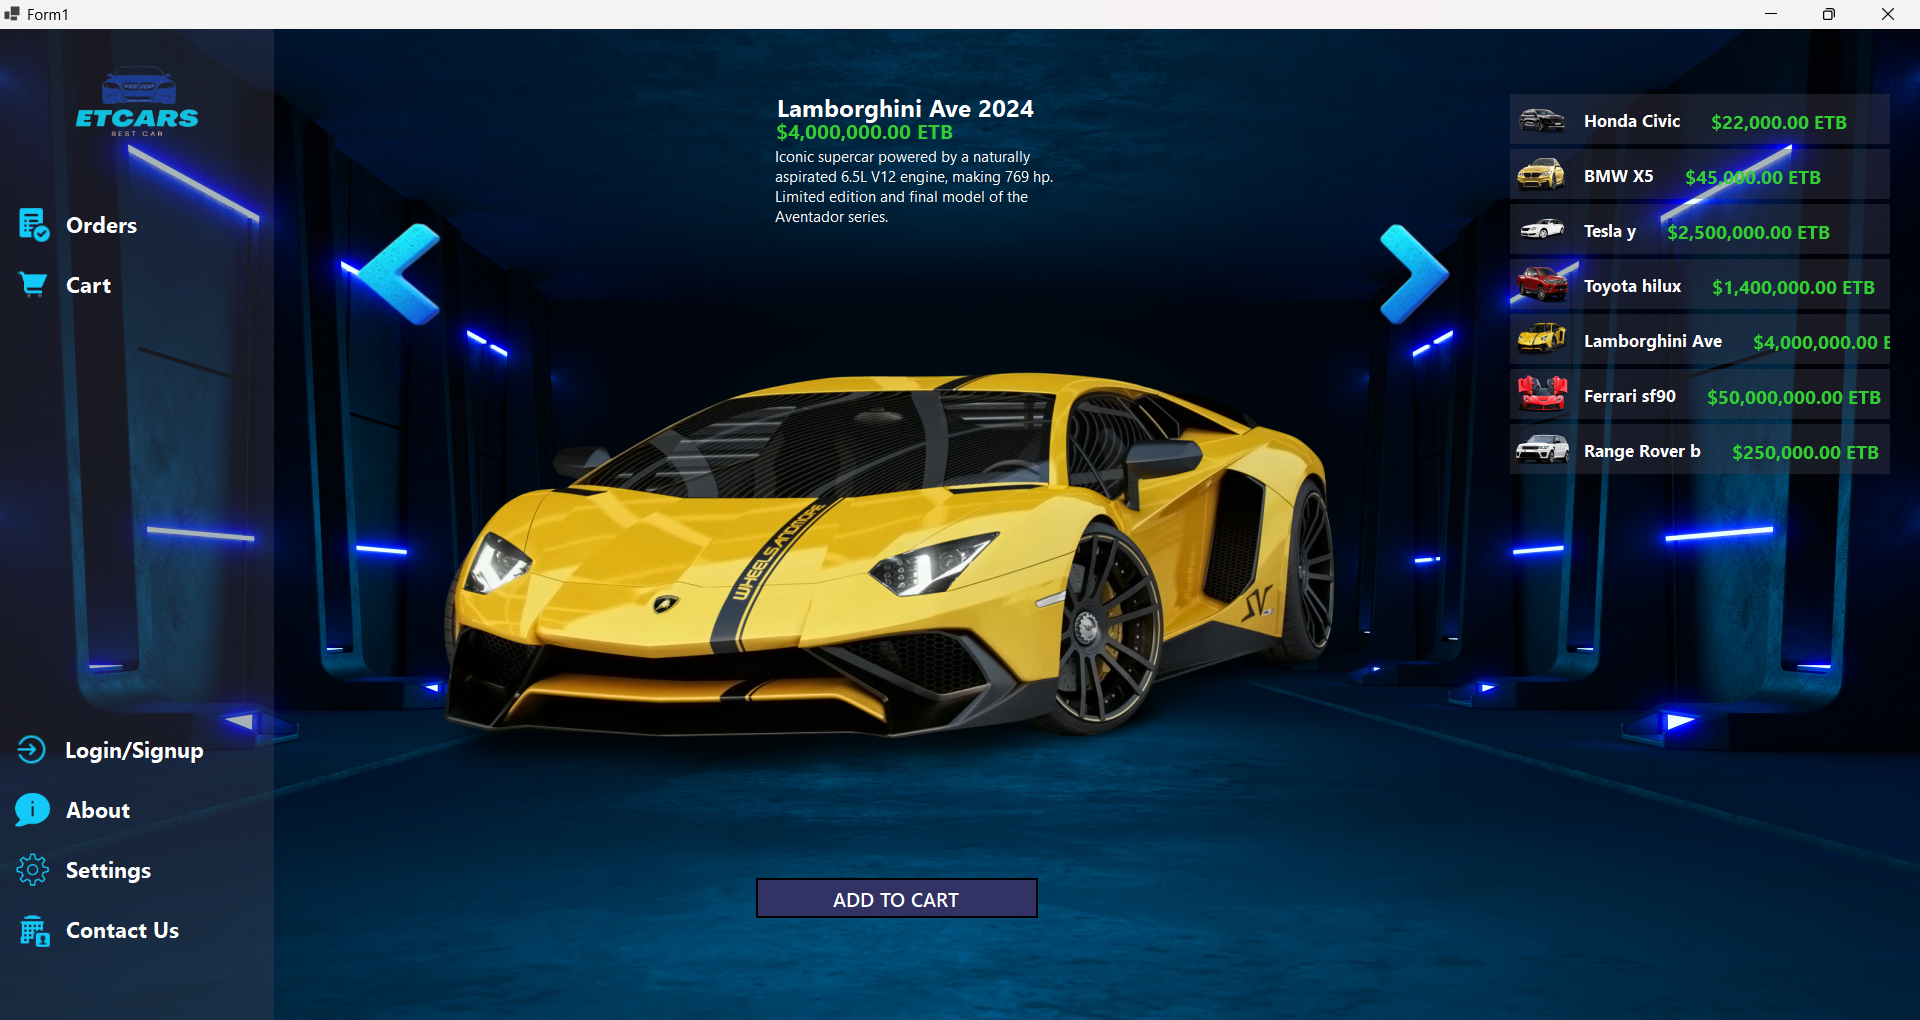 Form1
ETCARS
BEST CAR
Orders
Cart
Login/Signup
About
Settings
Contact Us
Lamborghini Ave 2024
$4,000,000.00 ETB
Iconic supercar powered by a naturally
aspirated 6.5L V12 engine, making 769 hp.
Limited edition and final model of the
Aventador series.
WHEELSANDMORE
SV
ADD TO CART
Honda Civic $22,000.00 ETB
BMW X5 $45,000.00 ETB
Tesla y $2,500,000.00 ETB
Toyota hilux $1,400,000.00 ETB
Lamborghini Ave $4,000,000.00 E
Ferrari sf90 $50,000,000.00 ETB
Range Rover b $250,000.00 ETB